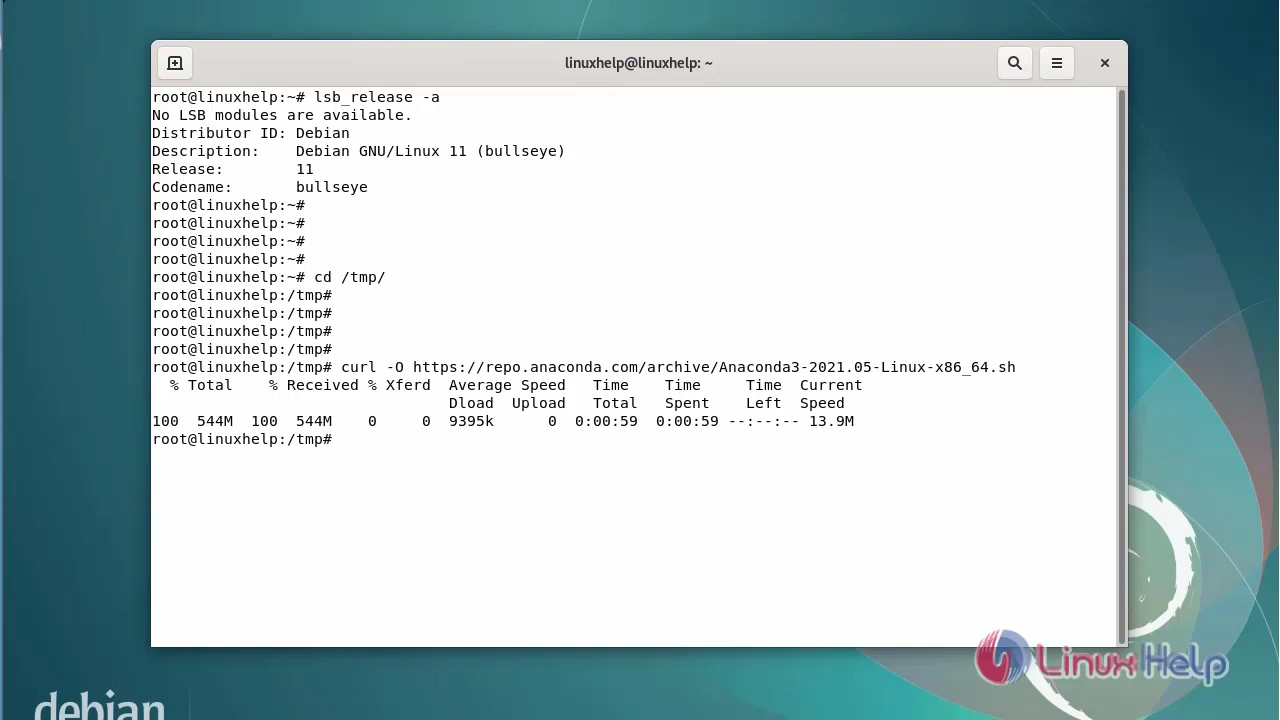 linuxhelp@linuxhelp: ~
root@linuxhelp:~# lsb_release -a
No LSB modules are available.
Distributor ID: Debian
Description:    Debian GNU/Linux 11 (bullseye)
Release:        11
Codename:       bullseye
root@linuxhelp:~#
root@linuxhelp:~#
root@linuxhelp:~#
root@linuxhelp:~#
root@linuxhelp:~# cd /tmp/
root@linuxhelp:/tmp#
root@linuxhelp:/tmp#
root@linuxhelp:/tmp#
root@linuxhelp:/tmp#
root@linuxhelp:/tmp# curl -O https://repo.anaconda.com/archive/Anaconda3-2021.05-Linux-x86_64.sh
  % Total    % Received % Xferd  Average Speed   Time    Time     Time  Current
                                 Dload  Upload   Total   Spent    Left  Speed
100  544M  100  544M    0     0  9395k      0  0:00:59  0:00:59 --:--:-- 13.9M
root@linuxhelp:/tmp#
Linux Help
debian